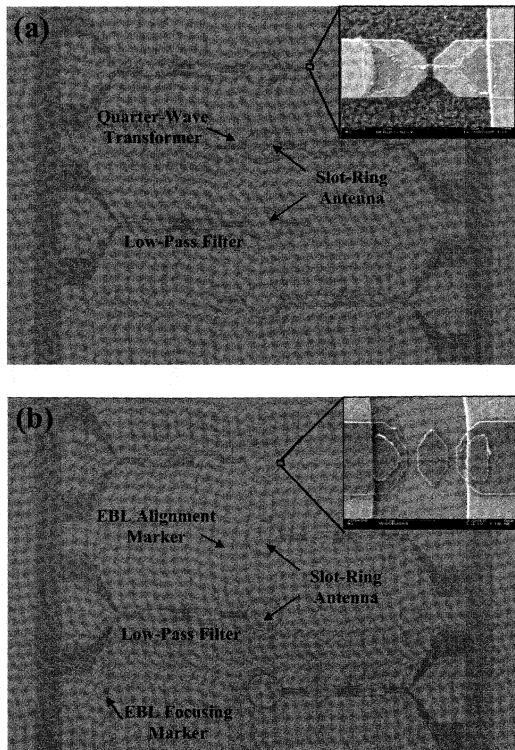 (a)
Quarter-Wave
Transformer
Slot-Ring
Antenna
Low-Pass Filter
(b)
EBL Alignment
Marker
Slot-Ring
Antenna
Low-Pass Filter
EBL Focusing
Marker